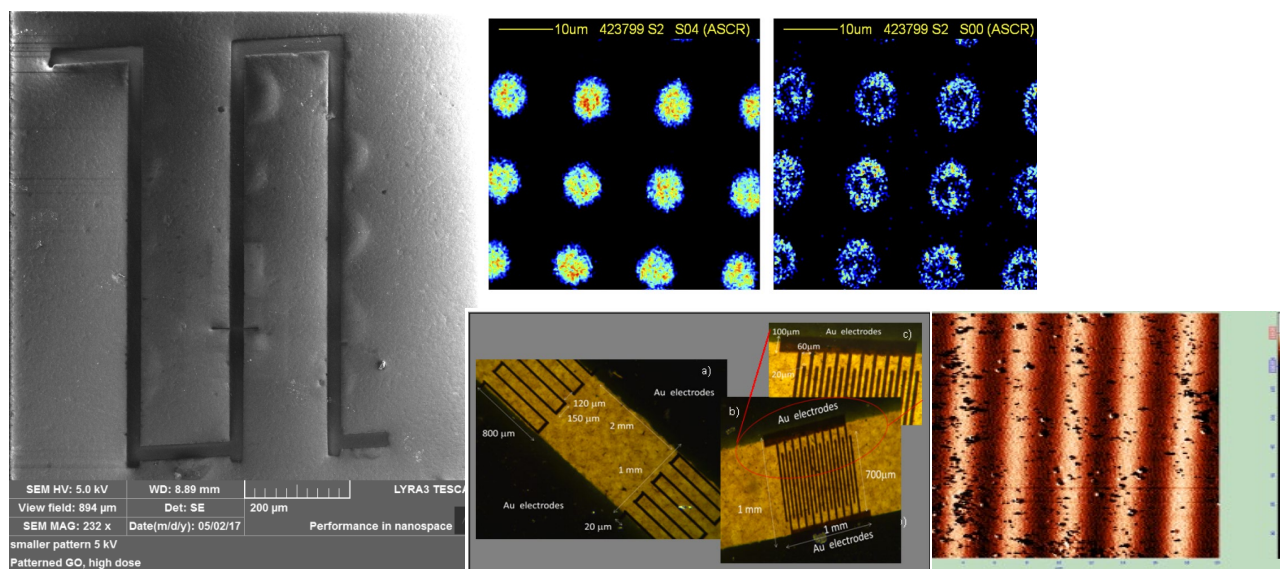 SEM HV: 5.0 kV
WD: 8.89 mm
LYRA3 TESCA
View field: 894 µm
Det: SE
200 µm
SEM MAG: 232 x
Date(m/d/y): 05/02/17
Performance in nanospace
smaller pattern 5 kV
Patterned GO, high dose
10um 423799 S2 S04 (ASCR)
10um 423799 S2 S00 (ASCR)
a)
120 µm
150 µm
2 mm
800 µm
1 mm
Au electrodes
20 µm
100µm
Au electrodes
c)
60µm
20µm
b)
Au electrodes
700µm
1 mm
1 mm
Au electrodes